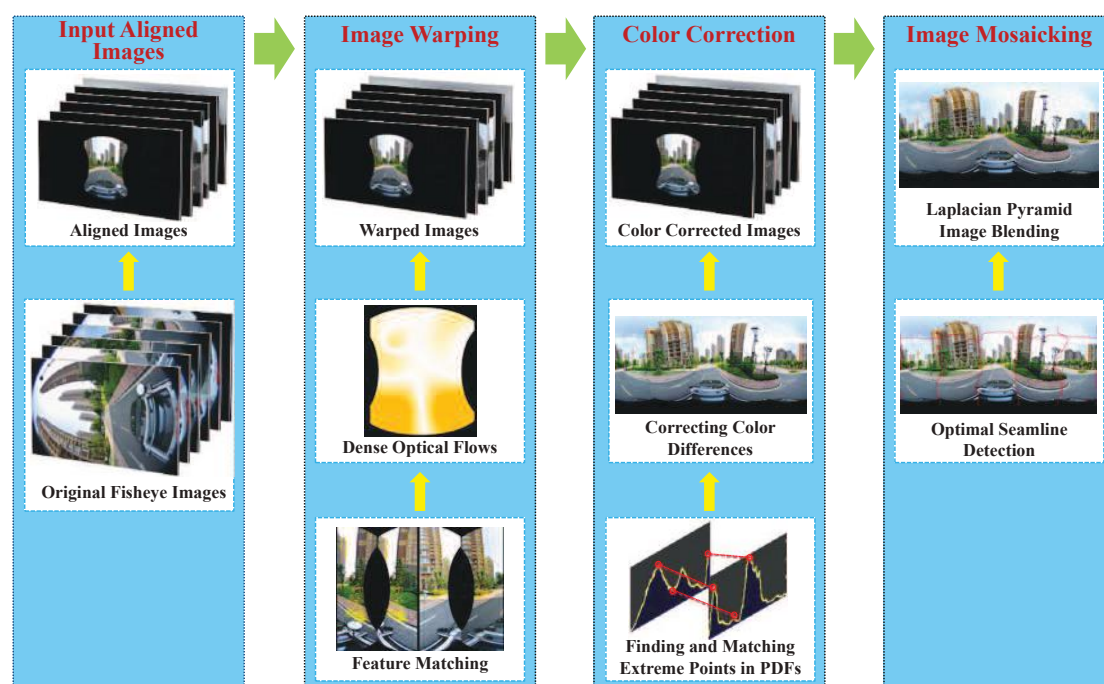 Input Aligned
Images
Aligned Images
Original Fisheye Images
Image Warping
Warped Images
Dense Optical Flows
Feature Matching
Color Correction
Color Corrected Images
Correcting Color
Differences
Finding and Matching
Extreme Points in PDFs
Image Mosaicking
Laplacian Pyramid
Image Blending
Optimal Seamline
Detection